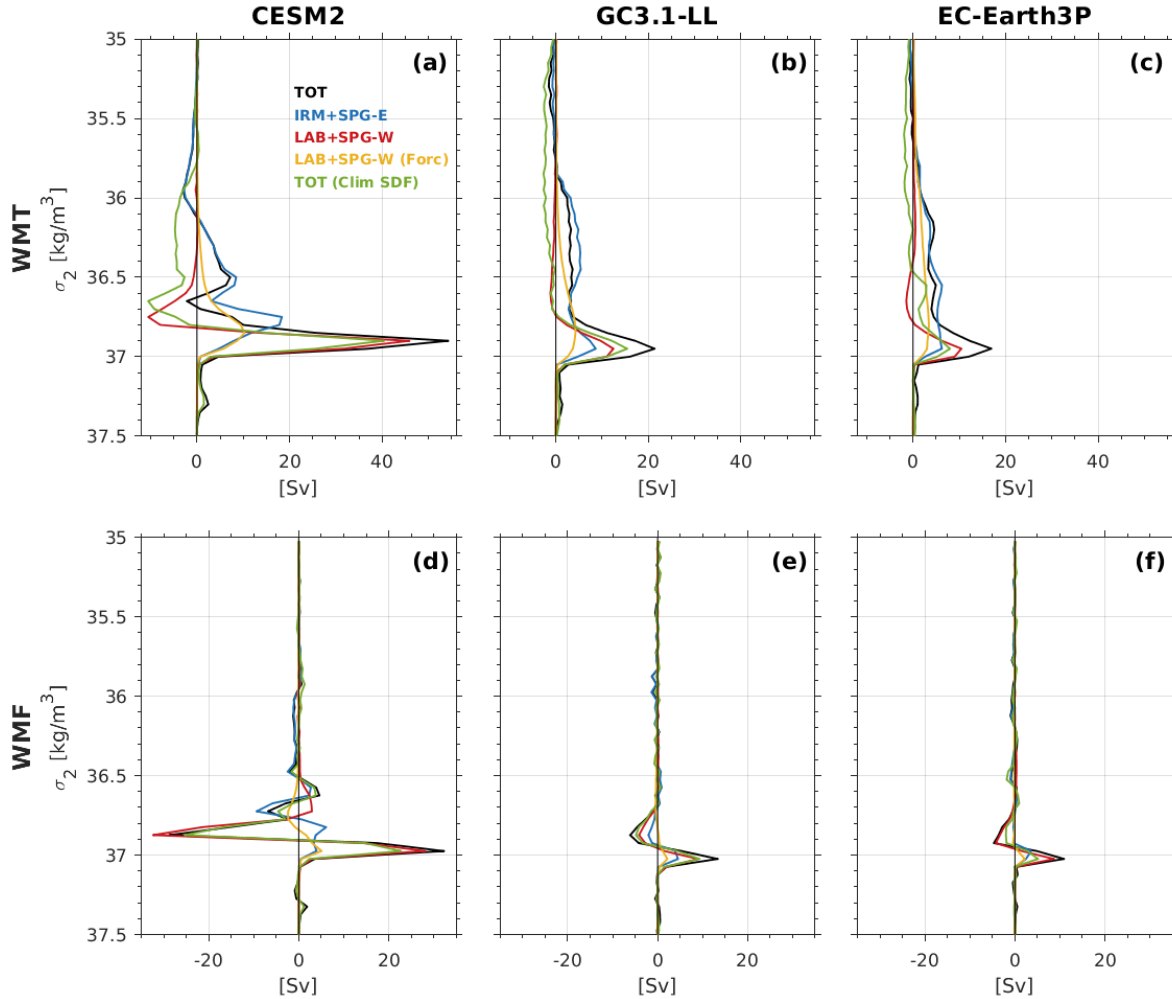 CESM2 GC3.1-LL EC-Earth3P
35
35.5
36
36.5
37
37.5
WMT
σ2 [kg/m3]
(a)
TOT
IRM+SPG-E
LAB+SPG-W
LAB+SPG-W (Forc)
TOT (Clim SDF)
0 20 40
[Sv]
(b)
0 20 40
[Sv]
(c)
0 20 40
[Sv]
35
35.5
36
36.5
37
37.5
WMF
σ2 [kg/m3]
(d)
-20 0 20
[Sv]
(e)
-20 0 20
[Sv]
(f)
-20 0 20
[Sv]